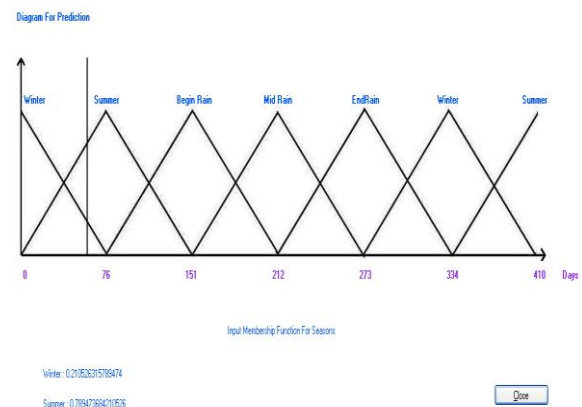 Diagram For Prediction
Winter Summer Begin Rain Mid Rain EndRain Winter Summer
0 76 151 212 273 334 410 Days
Input Membership Function For Seasons
Winter : 0.210526315789474
Summer : 0.789473684210526
Close